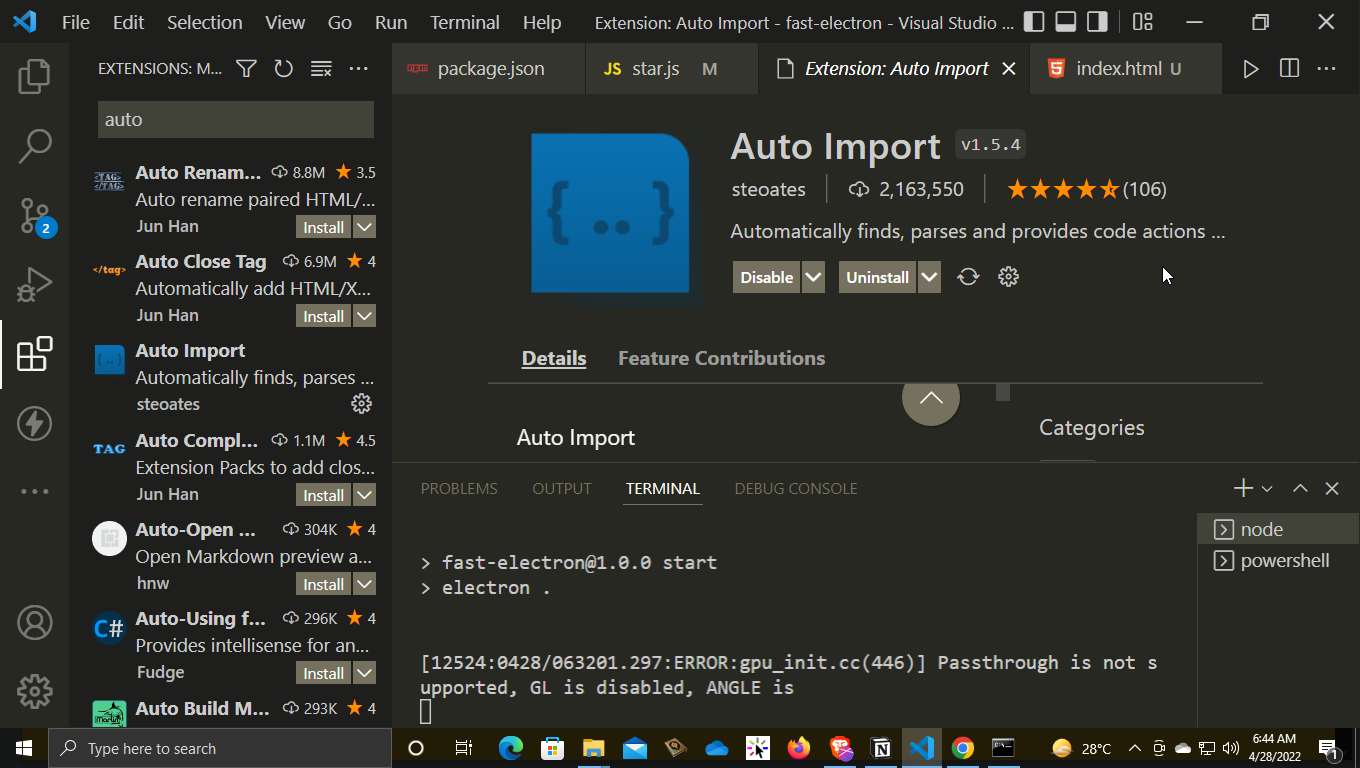 File Edit Selection View Go Run Terminal Help Extension: Auto Import - fast-electron - Visual Studio ...
EXTENSIONS: M...
package.json
JS star.js M
Extension: Auto Import
index.html U
auto
Auto Renam... 8.8M 3.5
Auto rename paired HTML/...
Jun Han Install
</tag> Auto Close Tag 6.9M 4
Automatically add HTML/X...
Jun Han Install
Auto Import
Automatically finds, parses ...
steoates
TAG Auto Compl... 1.1M 4.5
Extension Packs to add clos...
Jun Han Install
Auto-Open ... 304K 4
Open Markdown preview a...
hnw Install
C# Auto-Using f... 296K 4
Provides intellisense for an...
Fudge Install
Auto Build M... 293K 4
2
{ .. }
Auto Import v1.5.4
steoates 2,163,550 (106)
Automatically finds, parses and provides code actions ...
Disable Uninstall
Details Feature Contributions
Auto Import
Categories
PROBLEMS OUTPUT TERMINAL DEBUG CONSOLE
> fast-electron@1.0.0 start
> electron .
[12524:0428/063201.297:ERROR:gpu_init.cc(446)] Passthrough is not s
upported, GL is disabled, ANGLE is
node
powershell
Type here to search
28°C
6:44 AM
4/28/2022
1